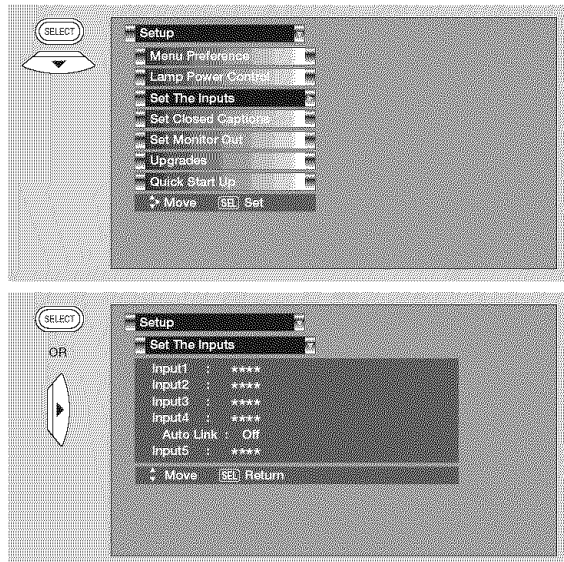 SELECT
Setup
Menu Preference
Lamp Power Control
Set The Inputs
Set Closed Captions
Set Monitor Out
Upgrades
Quick Start Up
Move SEL Set
SELECT
OR
Setup
Set The Inputs
Input1 : ****
Input2 : ****
Input3 : ****
Input4 : ****
Auto Link : Off
Input5 : ****
Move SEL Return